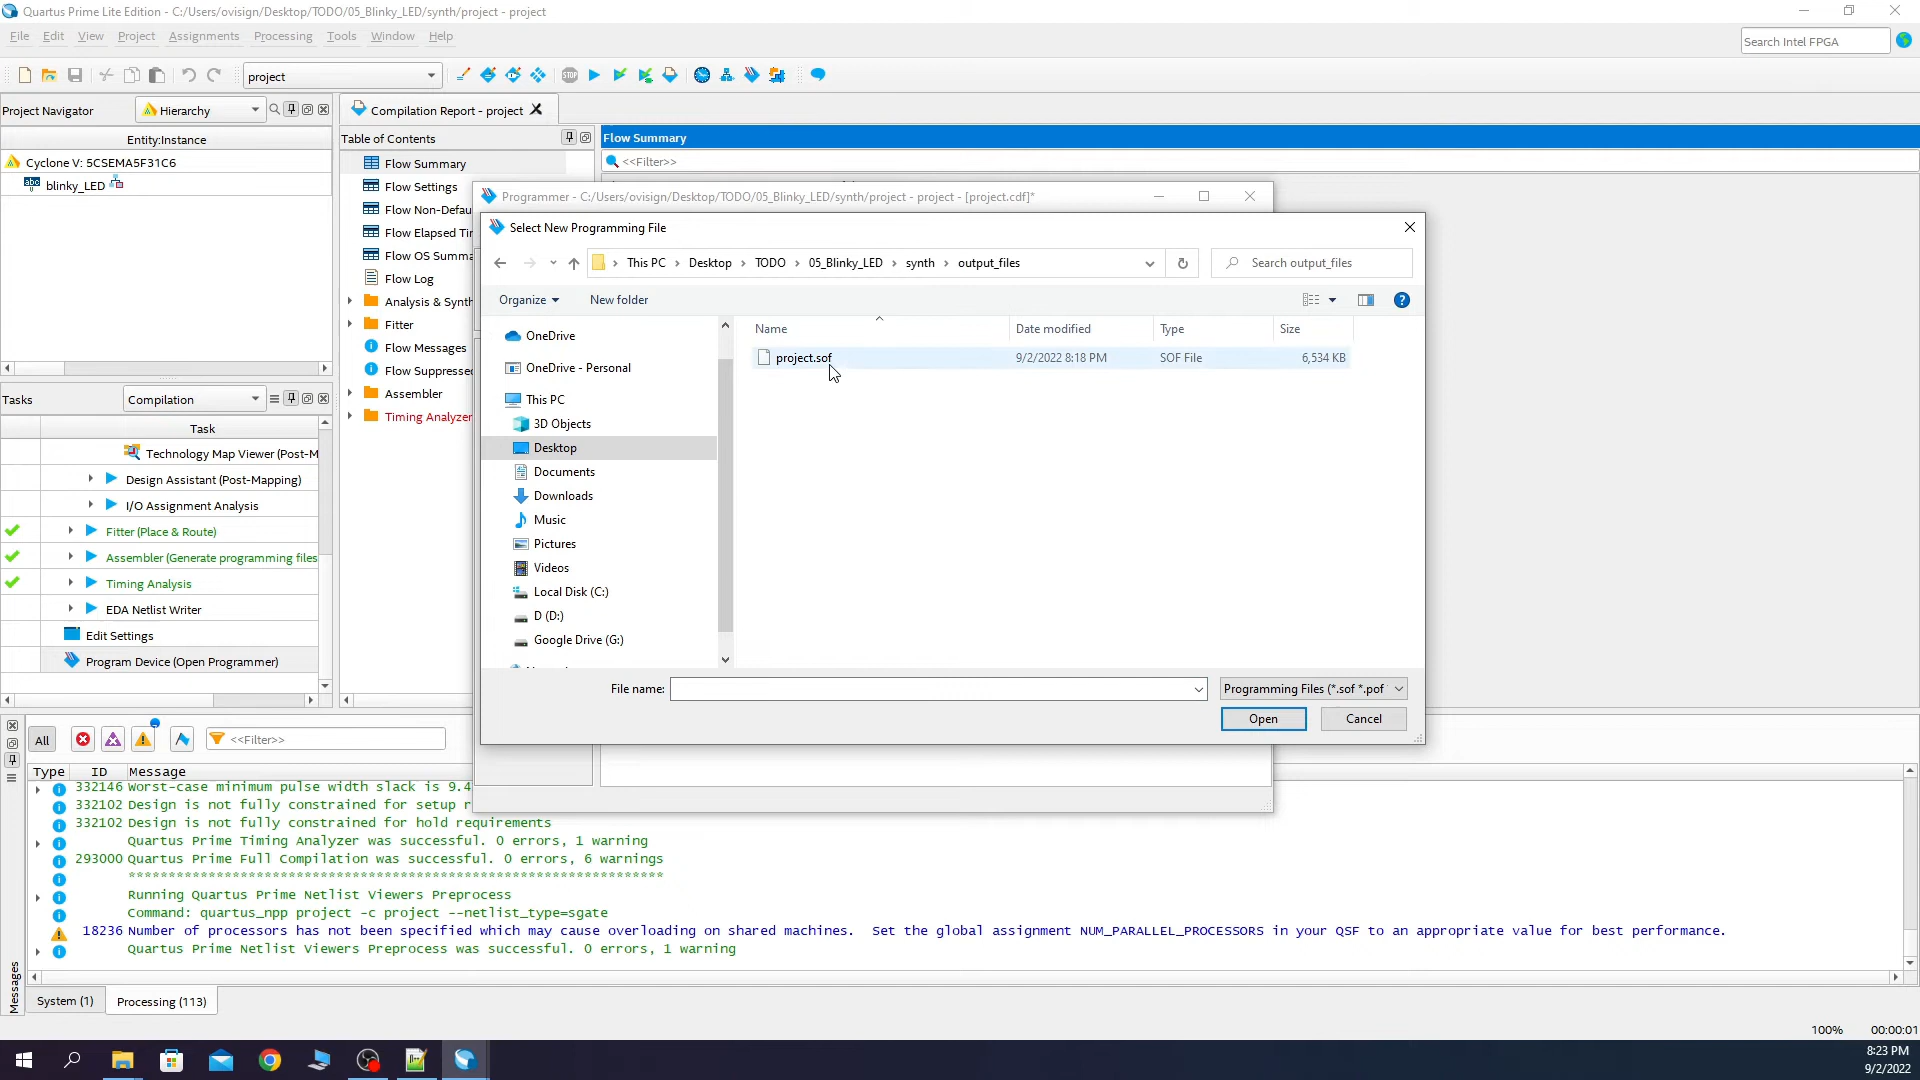 Quartus Prime Lite Edition - C:/Users/ovisign/Desktop/TODO/05_Blinky_LED/synth/project - project
File Edit View Project Assignments Processing Tools Window Help
Search Intel FPGA
project
Project Navigator
Hierarchy
Compilation Report - project
Entity:Instance
Cyclone V: 5CSEMA5F31C6
blinky_LED
Table of Contents
Flow Summary
Flow Settings
Flow Non-Defau
Flow Elapsed Tir
Flow OS Summa
Flow Log
Analysis & Synth
Fitter
Flow Messages
Flow Suppresse
Assembler
Timing Analyzer
Flow Summary
<<Filter>>
Programmer - C:/Users/ovisign/Desktop/TODO/05_Blinky_LED/synth/project - project - [project.cdf]*
Select New Programming File
This PC > Desktop > TODO > 05_Blinky_LED > synth > output_files
Search output_files
Organize
New folder
OneDrive
OneDrive - Personal
This PC
3D Objects
Desktop
Documents
Downloads
Music
Pictures
Videos
Local Disk (C:)
D (D:)
Google Drive (G:)
Name Date modified Type Size
project.sof 9/2/2022 8:18 PM SOF File 6,534 KB
File name:
Programming Files (*.sof *.pof
Open
Cancel
Tasks
Compilation
Task
Technology Map Viewer (Post-M
Design Assistant (Post-Mapping)
I/O Assignment Analysis
Fitter (Place & Route)
Assembler (Generate programming files
Timing Analysis
EDA Netlist Writer
Edit Settings
Program Device (Open Programmer)
All
<<Filter>>
Type ID Message
332146 Worst-case minimum pulse width slack is 9.4
332102 Design is not fully constrained for setup r
332102 Design is not fully constrained for hold requirements
Quartus Prime Timing Analyzer was successful. 0 errors, 1 warning
293000 Quartus Prime Full Compilation was successful. 0 errors, 6 warnings
*******************************************************************
Running Quartus Prime Netlist Viewers Preprocess
Command: quartus_npp project -c project --netlist_type=sgate
18236 Number of processors has not been specified which may cause overloading on shared machines.  Set the global assignment NUM_PARALLEL_PROCESSORS in your QSF to an appropriate value for best performance.
Quartus Prime Netlist Viewers Preprocess was successful. 0 errors, 1 warning
Messages
System (1)
Processing (113)
100% 00:00:01
8:23 PM
9/2/2022